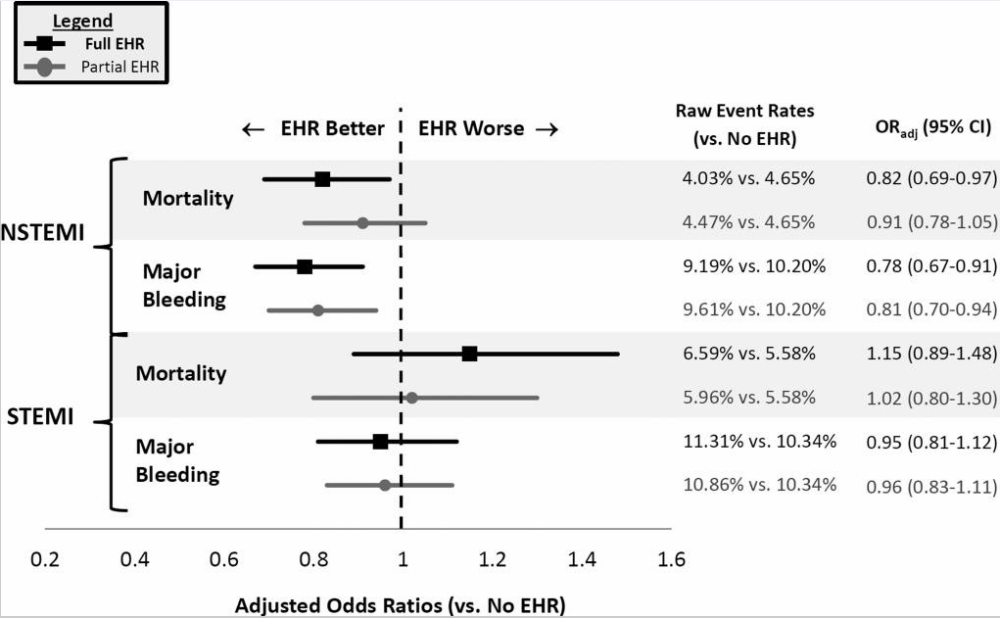 Legend
Full EHR
Partial EHR
← EHR Better
EHR Worse →
Raw Event Rates
(vs. No EHR)
ORadj (95% CI)
NSTEMI
Mortality
4.03% vs. 4.65%
0.82 (0.69-0.97)
4.47% vs. 4.65%
0.91 (0.78-1.05)
Major
Bleeding
9.19% vs. 10.20%
0.78 (0.67-0.91)
9.61% vs. 10.20%
0.81 (0.70-0.94)
STEMI
Mortality
6.59% vs. 5.58%
1.15 (0.89-1.48)
5.96% vs. 5.58%
1.02 (0.80-1.30)
Major
Bleeding
11.31% vs. 10.34%
0.95 (0.81-1.12)
10.86% vs. 10.34%
0.96 (0.83-1.11)
0.2 0.4 0.6 0.8 1 1.2 1.4 1.6
Adjusted Odds Ratios (vs. No EHR)